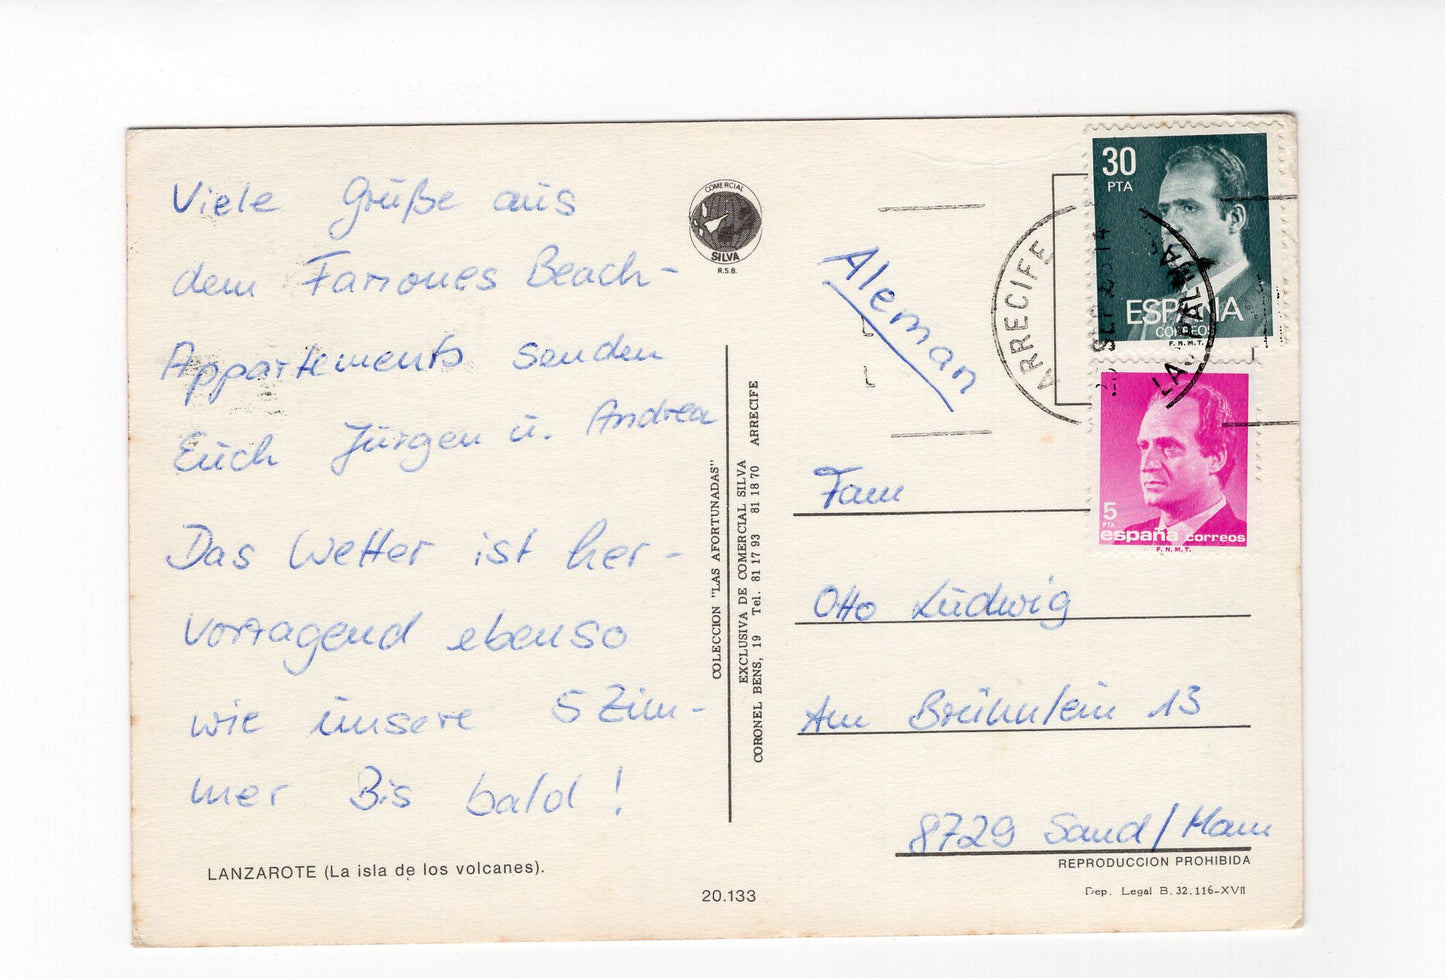 Viele Grüße aus
dem Fariones Beach-
Appartements senden
Euch Jürgen u. Andrea
Das Wetter ist her-
vorragend ebenso
wie unsere 5 Zim-
mer Bis bald!
LANZAROTE (La isla de los volcanes).
20.133
COMERCIAL
SILVA
R.S.B.
COLECCION "LAS AFORTUNADAS"
EXCLUSIVA DE COMERCIAL SILVA
CORONEL BENS, 19 Tel. 81 17 93 81 18 70 ARRECIFE
Aleman
ARRECIFE
LAS PALMAS
30
PTA
ESPAÑA
CORREOS
F.N.M.T.
5
PTA
españa correos
F.N.M.T.
Fam
Otto Ludwig
Am Brünnlein 13
8729 Sand/Main
REPRODUCCION PROHIBIDA
Dep. Legal B. 32.116-XVII